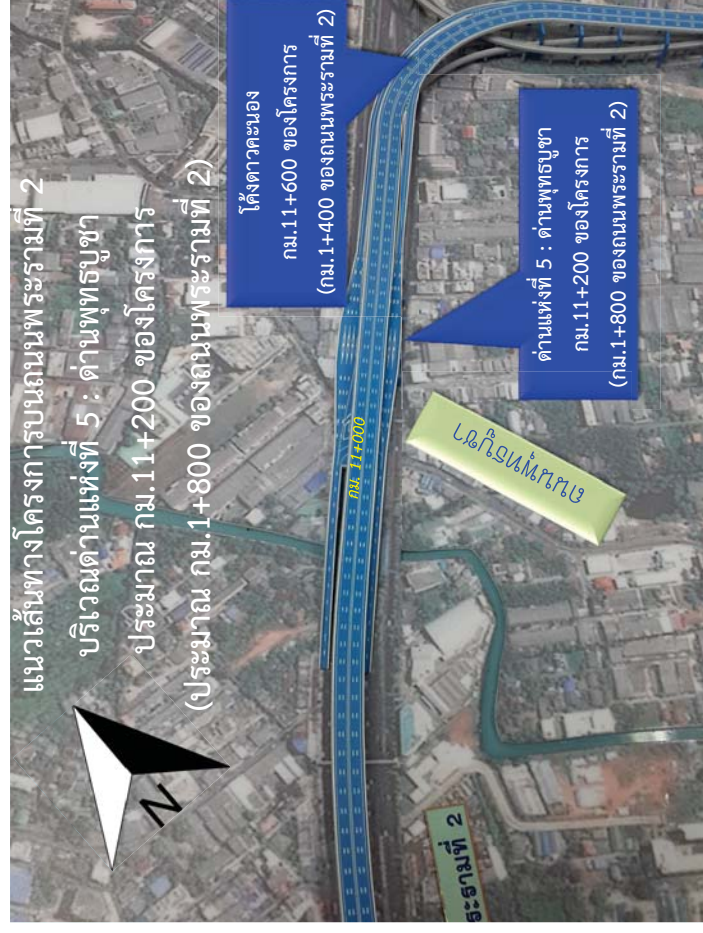 แนวเส้นทางโครงการบนถนนพระรามที่ 2
บริเวณด่านแห่งที่ 5 : ด่านพุทธบูชา
ประมาณ กม.11+200 ของโครงการ
(ประมาณ กม.1+800 ของถนนพระรามที่ 2)
โค้งดาวคะนอง
กม.11+600 ของโครงการ
(กม.1+400 ของถนนพระรามที่ 2)
ด่านแห่งที่ 5 : ด่านพุทธบูชา
กม.11+200 ของโครงการ
(กม.1+800 ของถนนพระรามที่ 2)
กม. 11+000
ถนนพุทธบูชา
ระรามที่ 2
N